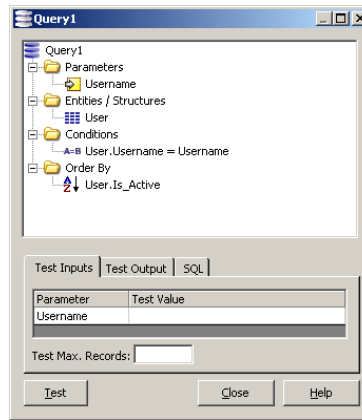 Query1
Query1
Parameters
Username
Entities / Structures
User
Conditions
A=B User.Username = Username
Order By
A Z User.Is_Active
Test Inputs Test Output SQL
Parameter Test Value
Username
Test Max. Records:
Test Close Help